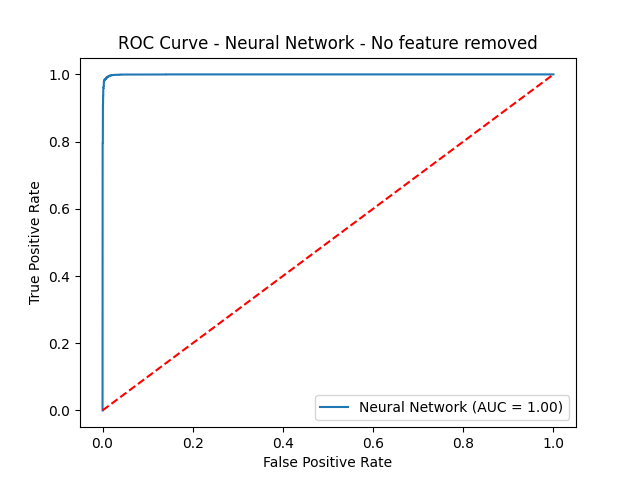 ROC Curve - Neural Network - No feature removed
True Positive Rate
1.0
0.8
0.6
0.4
0.2
0.0
Neural Network (AUC = 1.00)
0.0 0.2 0.4 0.6 0.8 1.0
False Positive Rate